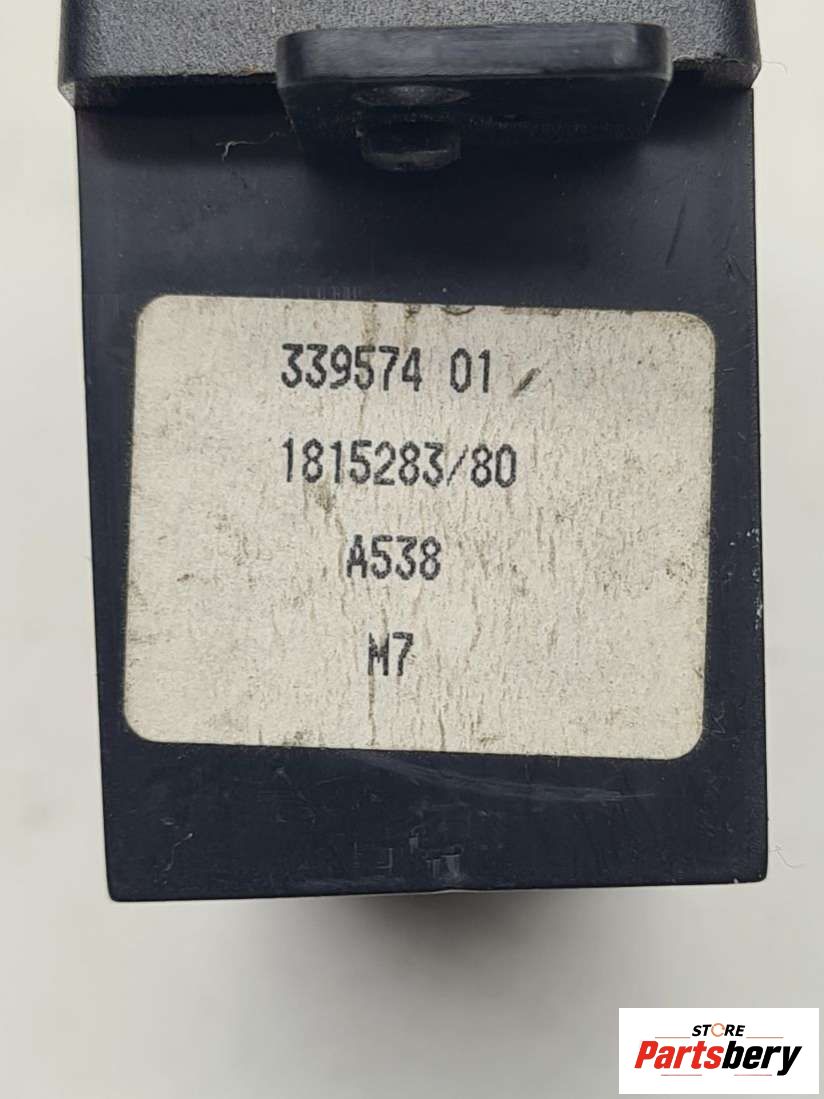 339574 01
1815283/80
A538
M7
STORE
Partsbery